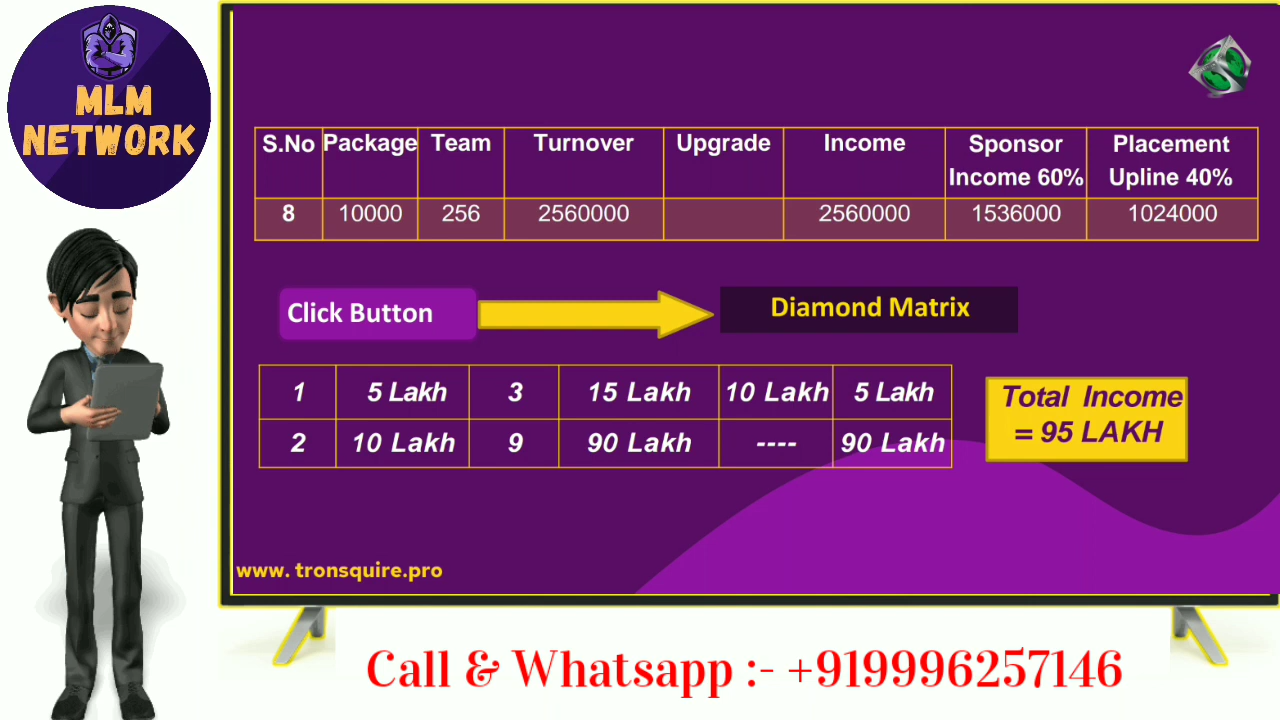 MLM
NETWORK
S.No Package Team Turnover Upgrade Income Sponsor Income 60% Placement Upline 40%
8 10000 256 2560000 2560000 1536000 1024000
Click Button Diamond Matrix
1 5 Lakh 3 15 Lakh 10 Lakh 5 Lakh
2 10 Lakh 9 90 Lakh ---- 90 Lakh
Total Income
= 95 LAKH
www. tronsquire.pro
Call & Whatsapp :- +919996257146